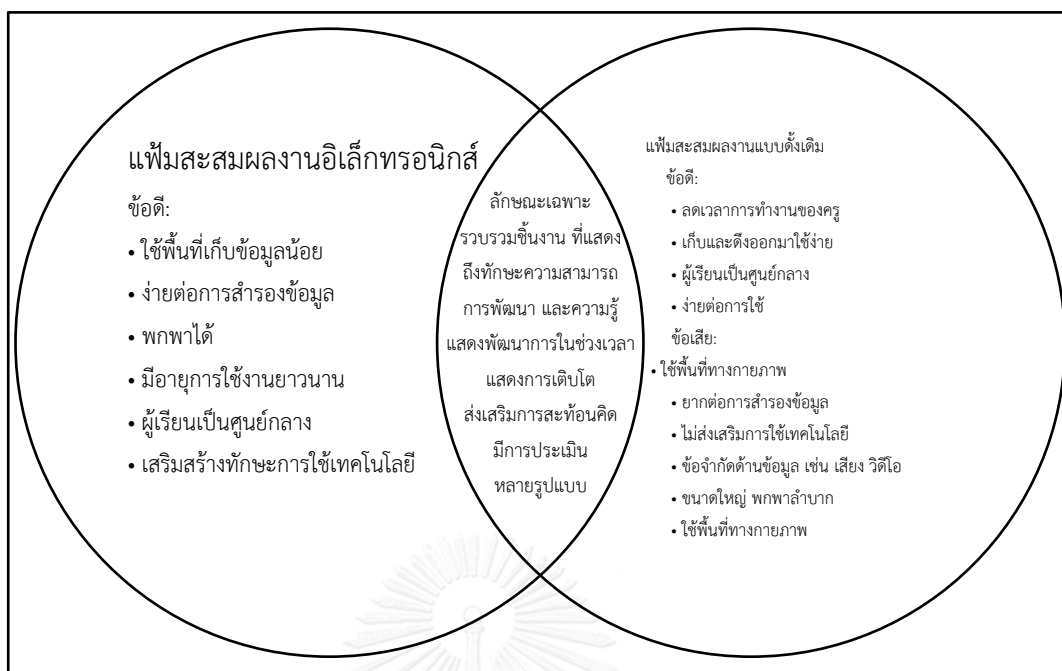 แฟ้มสะสมผลงานอิเล็กทรอนิกส์
ข้อดี:
• ใช้พื้นที่เก็บข้อมูลน้อย
• ง่ายต่อการสำรองข้อมูล
• พกพาได้
• มีอายุการใช้งานยาวนาน
• ผู้เรียนเป็นศูนย์กลาง
• เสริมสร้างทักษะการใช้เทคโนโลยี
ลักษณะเฉพาะ
รวบรวมชิ้นงาน ที่แสดง
ถึงทักษะความสามารถ
การพัฒนา และความรู้
แสดงพัฒนาการในช่วงเวลา
แสดงการเติบโต
ส่งเสริมการสะท้อนคิด
มีการประเมิน
หลายรูปแบบ
แฟ้มสะสมผลงานแบบดั้งเดิม
ข้อดี:
• ลดเวลาการทำงานของครู
• เก็บและดึงออกมาใช้ง่าย
• ผู้เรียนเป็นศูนย์กลาง
• ง่ายต่อการใช้
ข้อเสีย:
• ใช้พื้นที่ทางกายภาพ
• ยากต่อการสำรองข้อมูล
• ไม่ส่งเสริมการใช้เทคโนโลยี
• ข้อจำกัดด้านข้อมูล เช่น เสียง วิดีโอ
• ขนาดใหญ่ พกพาลำบาก
• ใช้พื้นที่ทางกายภาพ